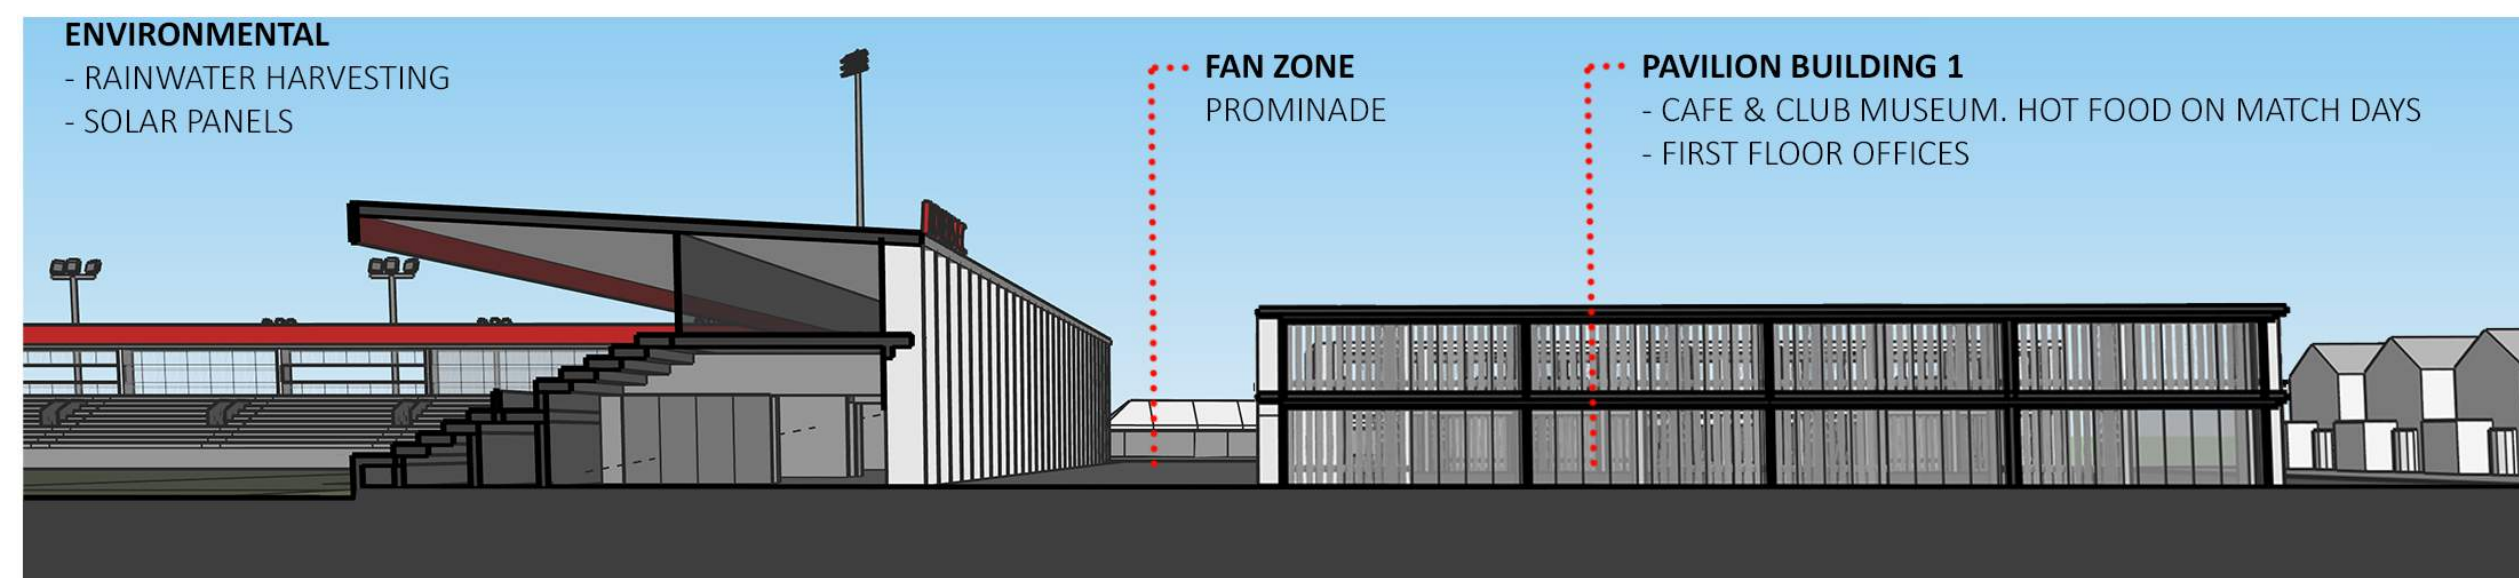 ENVIRONMENTAL
- RAINWATER HARVESTING
- SOLAR PANELS
FAN ZONE
PROMINADE
PAVILION BUILDING 1
- CAFE & CLUB MUSEUM. HOT FOOD ON MATCH DAYS
- FIRST FLOOR OFFICES